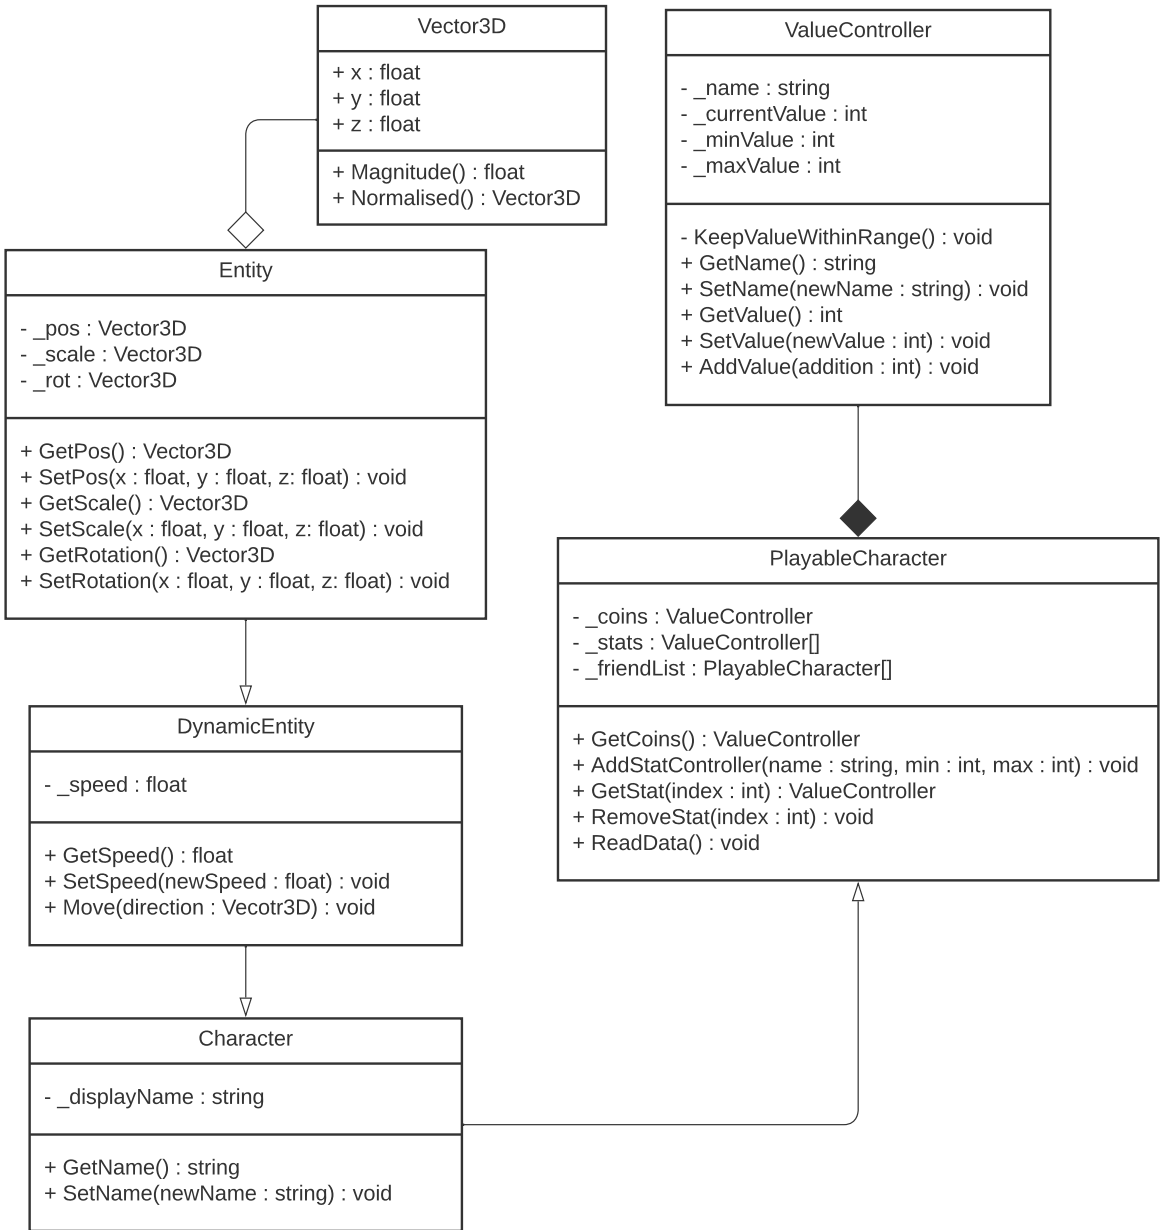 Vector3D
+ x : float
+ y : float
+ z : float
+ Magnitude() : float
+ Normalised() : Vector3D
ValueController
- _name : string
- _currentValue : int
- _minValue : int
- _maxValue : int
- KeepValueWithinRange() : void
+ GetName() : string
+ SetName(newName : string) : void
+ GetValue() : int
+ SetValue(newValue : int) : void
+ AddValue(addition : int) : void
Entity
- _pos : Vector3D
- _scale : Vector3D
- _rot : Vector3D
+ GetPos() : Vector3D
+ SetPos(x : float, y : float, z: float) : void
+ GetScale() : Vector3D
+ SetScale(x : float, y : float, z: float) : void
+ GetRotation() : Vector3D
+ SetRotation(x : float, y : float, z: float) : void
PlayableCharacter
- _coins : ValueController
- _stats : ValueController[]
- _friendList : PlayableCharacter[]
+ GetCoins() : ValueController
+ AddStatController(name : string, min : int, max : int) : void
+ GetStat(index : int) : ValueController
+ RemoveStat(index : int) : void
+ ReadData() : void
DynamicEntity
- _speed : float
+ GetSpeed() : float
+ SetSpeed(newSpeed : float) : void
+ Move(direction : Vecotr3D) : void
Character
- _displayName : string
+ GetName() : string
+ SetName(newName : string) : void